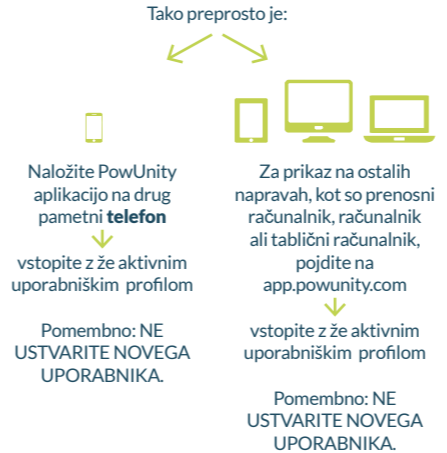 Tako preprosto je:
Naložite PowUnity
aplikacijo na drug
pametni telefon
vstopite z že aktivnim
uporabniškim profilom
Pomembno: NE
USTVARITE NOVEGA
UPORABNIKA.
Za prikaz na ostalih
napravah, kot so prenosni
računalnik, računalnik
ali tablični računalnik,
pojdite na
app.powunity.com
vstopite z že aktivnim
uporabniškim profilom
Pomembno: NE
USTVARITE NOVEGA
UPORABNIKA.